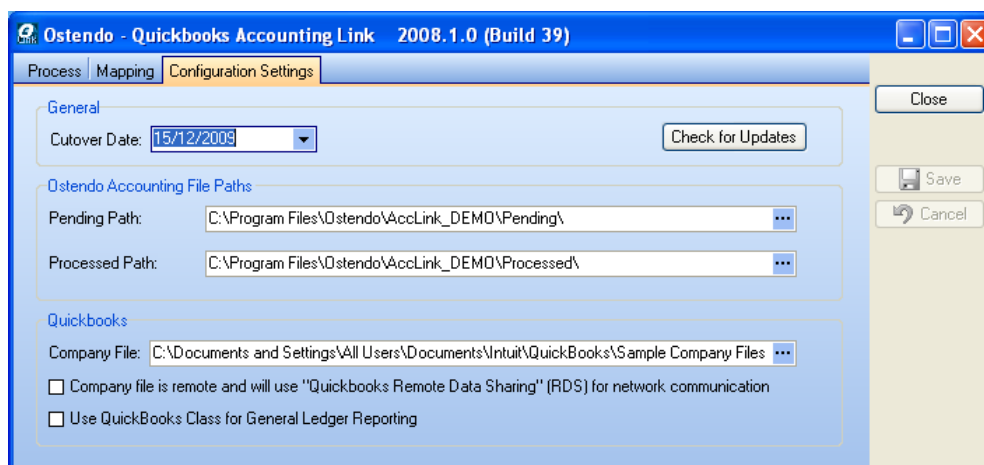 Ostendo - Quickbooks Accounting Link 2008.1.0 (Build 39)
Process Mapping Configuration Settings
Close
General
Cutover Date: 15/12/2009 Check for Updates
Save
Ostendo Accounting File Paths
Pending Path: C:\Program Files\Ostendo\AccLink_DEMO\Pending\ ...
Cancel
Processed Path: C:\Program Files\Ostendo\AccLink_DEMO\Processed\ ...
Quickbooks
Company File: C:\Documents and Settings\All Users\Documents\Intuit\QuickBooks\Sample Company Files ...
Company file is remote and will use "Quickbooks Remote Data Sharing" (RDS) for network communication
Use QuickBooks Class for General Ledger Reporting